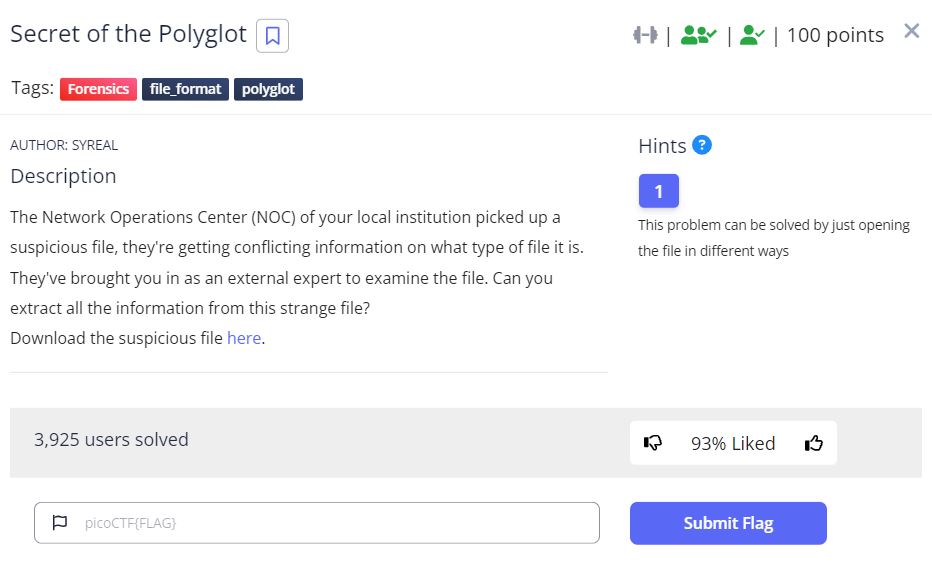 Secret of the Polyglot
| | | 100 points
Tags: Forensics file_format polyglot
AUTHOR: SYREAL
Description
The Network Operations Center (NOC) of your local institution picked up a
suspicious file, they're getting conflicting information on what type of file it is.
They've brought you in as an external expert to examine the file. Can you
extract all the information from this strange file?
Download the suspicious file here.
Hints ?
1
This problem can be solved by just opening
the file in different ways
3,925 users solved
93% Liked
picoCTF{FLAG}
Submit Flag